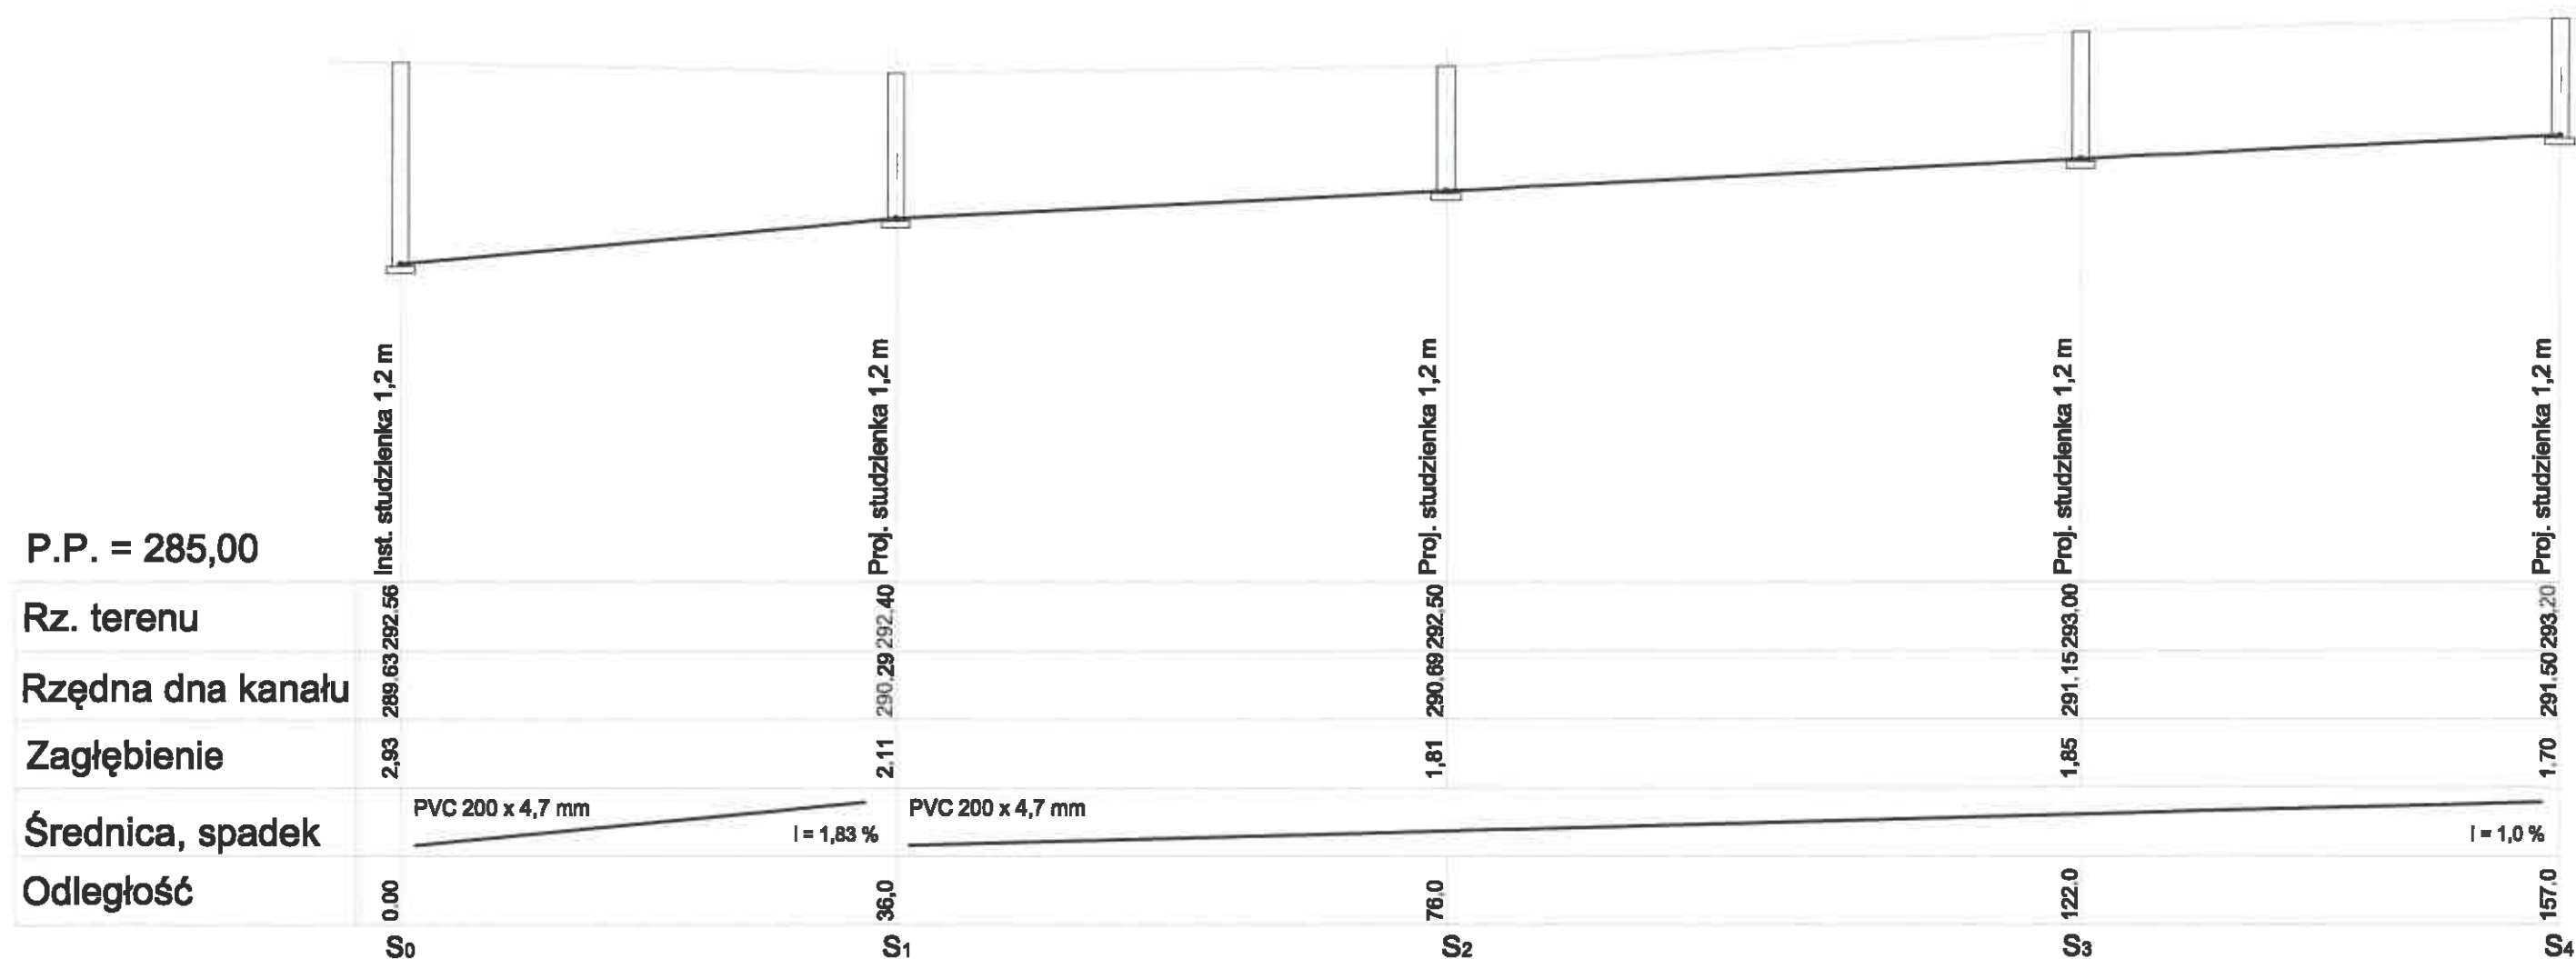 Inst. studzienka 1,2 m
Proj. studzienka 1,2 m
Proj. studzienka 1,2 m
Proj. studzienka 1,2 m
Proj. studzienka 1,2 m
P.P. = 285,00
Rz. terenu 292.56 292.40 292.50 293.00 293.20
Rzędna dna kanału 289.63 290.29 290.69 291.15 291.50
Zagłębienie 2,93 2.11 1,81 1,85 1,70
PVC 200 x 4,7 mm PVC 200 x 4,7 mm
Średnica, spadek I = 1,83 % I = 1,0 %
Odległość 0.00 36,0 76,0 122.0 157.0
S0 S1 S2 S3 S4